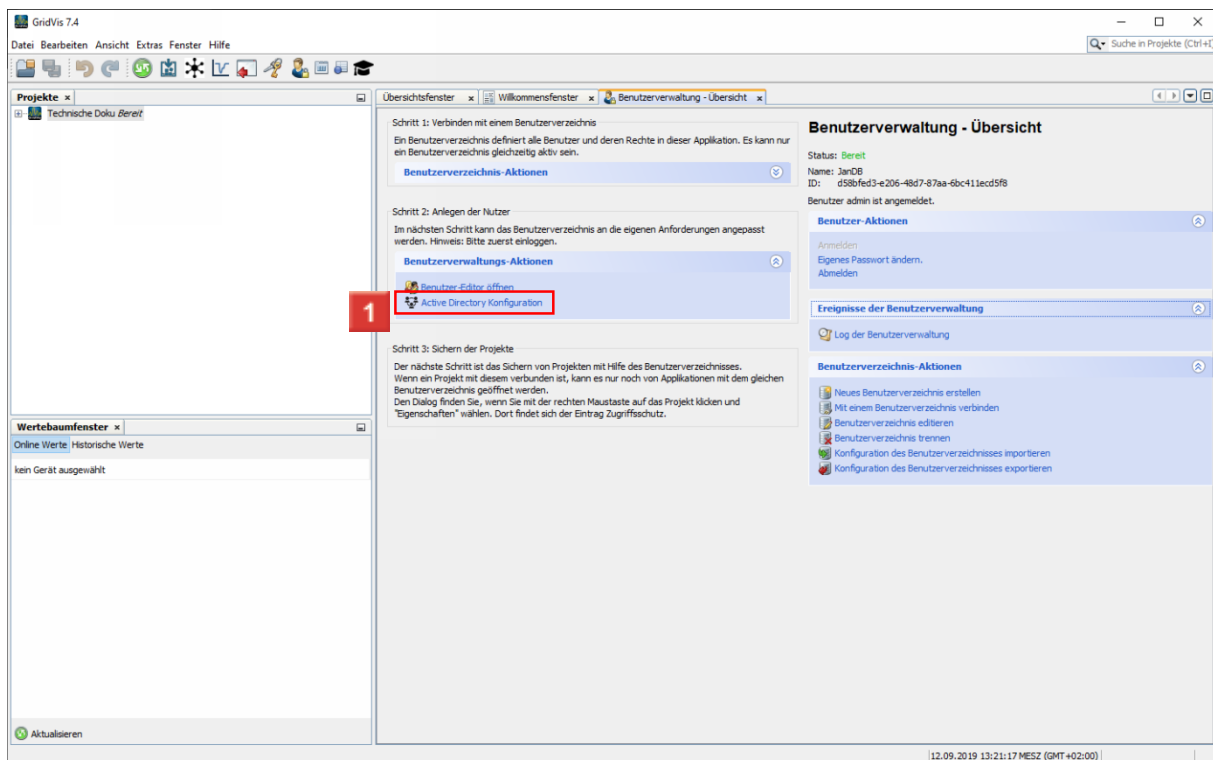 GridVis 7.4
Datei Bearbeiten Ansicht Extras Fenster Hilfe
Suche in Projekte (Ctrl+I
Projekte
Technische Doku Bereit
Wertebaumfenster
Online Werte Historische Werte
kein Gerät ausgewählt
Aktualisieren
Übersichtsfenster Willkommensfenster Benutzerverwaltung - Übersicht
Schritt 1: Verbinden mit einem Benutzerverzeichnis
Ein Benutzerverzeichnis definiert alle Benutzer und deren Rechte in dieser Applikation. Es kann nur
ein Benutzerverzeichnis gleichzeitig aktiv sein.
Benutzerverzeichnis-Aktionen
Schritt 2: Anlegen der Nutzer
Im nächsten Schritt kann das Benutzerverzeichnis an die eigenen Anforderungen angepasst
werden. Hinweis: Bitte zuerst einloggen.
Benutzerverwaltungs-Aktionen
Benutzer-Editor öffnen
1
Active Directory Konfiguration
Schritt 3: Sichern der Projekte
Der nächste Schritt ist das Sichern von Projekten mit Hilfe des Benutzerverzeichnisses.
Wenn ein Projekt mit diesem verbunden ist, kann es nur noch von Applikationen mit dem gleichen
Benutzerverzeichnis geöffnet werden.
Den Dialog finden Sie, wenn Sie mit der rechten Maustaste auf das Projekt klicken und
"Eigenschaften" wählen. Dort findet sich der Eintrag Zugriffsschutz.
Benutzerverwaltung - Übersicht
Status: Bereit
Name: JanDB
ID: d58bfed3-e206-48d7-87aa-6bc411ecd5f8
Benutzer admin ist angemeldet.
Benutzer-Aktionen
Anmelden
Eigenes Passwort ändern.
Abmelden
Ereignisse der Benutzerverwaltung
Log der Benutzerverwaltung
Benutzerverzeichnis-Aktionen
Neues Benutzerverzeichnis erstellen
Mit einem Benutzerverzeichnis verbinden
Benutzerverzeichnis editieren
Benutzerverzeichnis trennen
Konfiguration des Benutzerverzeichnisses importieren
Konfiguration des Benutzerverzeichnisses exportieren
12.09.2019 13:21:17 MESZ (GMT+02:00)